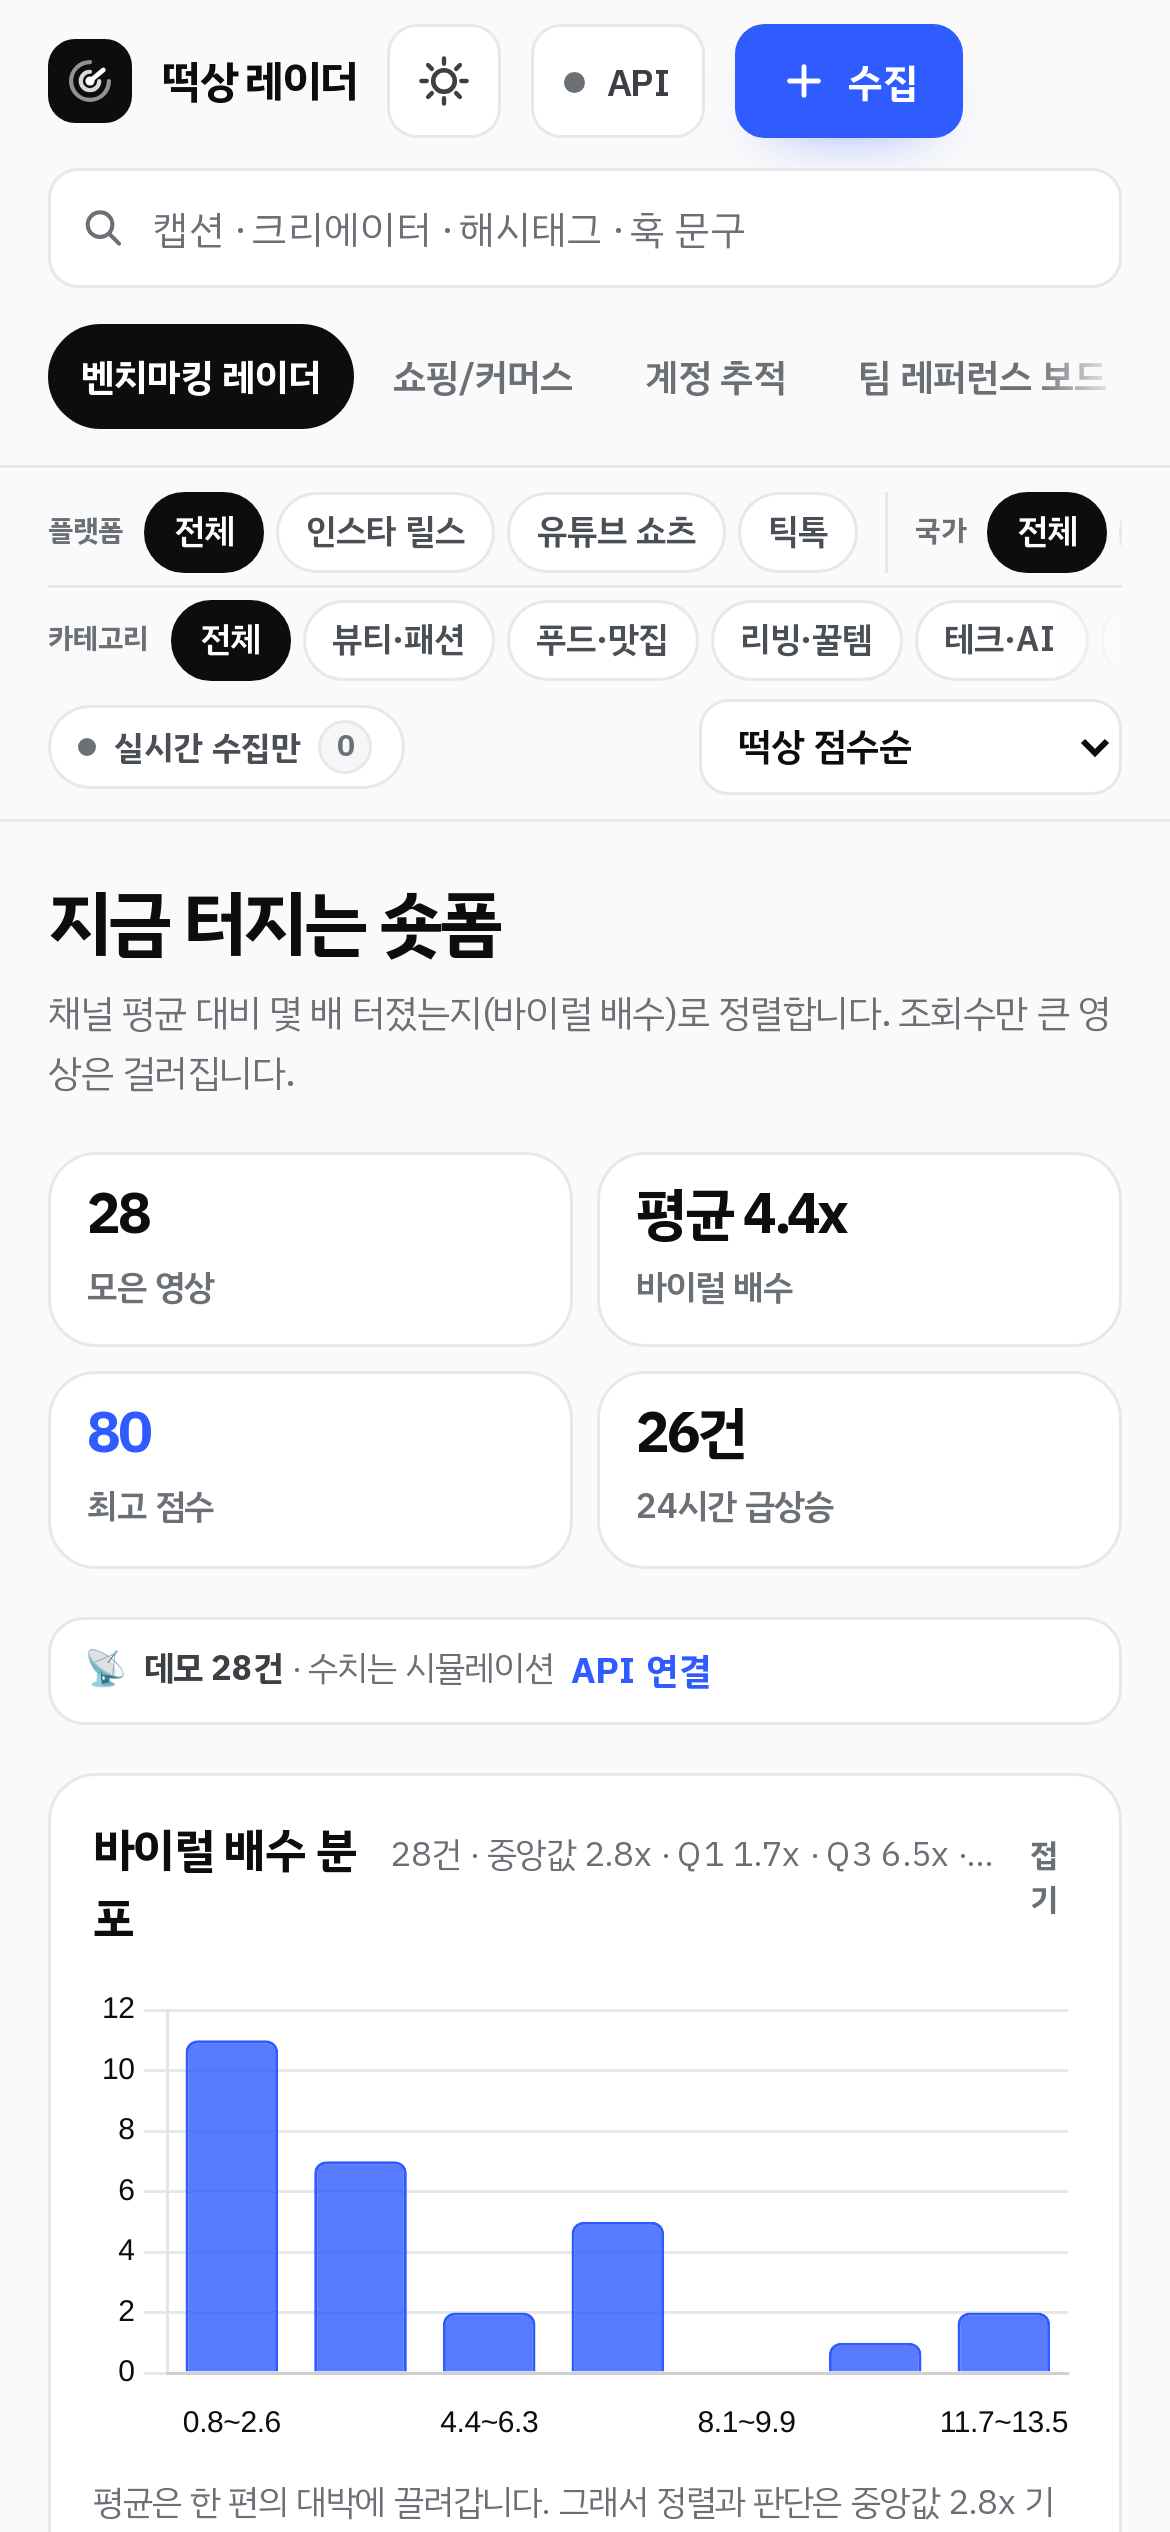 떡상 레이더
API
+ 수집
캡션 · 크리에이터 · 해시태그 · 훅 문구
벤치마킹 레이더 쇼핑/커머스 계정 추적 팀 레퍼런스 보드
플랫폼 전체 인스타 릴스 유튜브 쇼츠 틱톡 국가 전체
카테고리 전체 뷰티·패션 푸드·맛집 리빙·꿀템 테크·AI
실시간 수집만 0 떡상 점수순
지금 터지는 숏폼
채널 평균 대비 몇 배 터졌는지(바이럴 배수)로 정렬합니다. 조회수만 큰 영
상은 걸러집니다.
28
모은 영상
평균 4.4x
바이럴 배수
80
최고 점수
26건
24시간 급상승
데모 28건 · 수치는 시뮬레이션 API 연결
바이럴 배수 분
포
28건 · 중앙값 2.8x · Q1 1.7x · Q3 6.5x ·...
접
기
12
10
8
6
4
2
0
0.8~2.6 4.4~6.3 8.1~9.9 11.7~13.5
평균은 한 편의 대박에 끌려갑니다. 그래서 정렬과 판단은 중앙값 2.8x 기